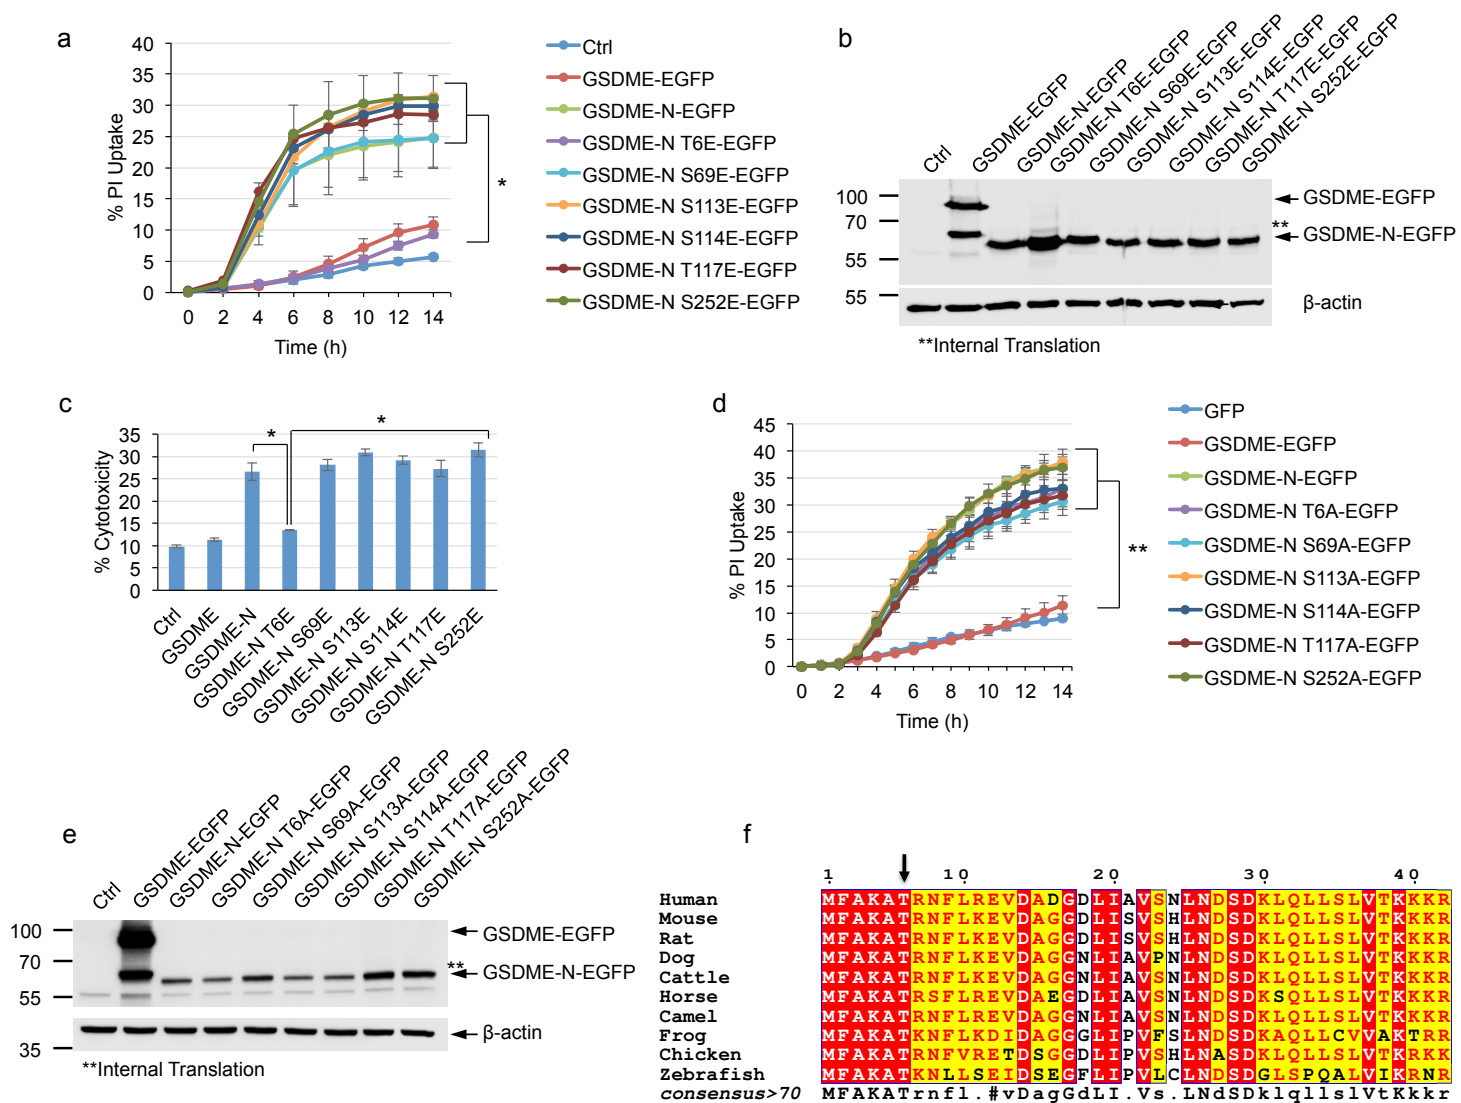 a
40
35
30
25
20
15
10
5
0
% PI Uptake
0 2 4 6 8 10 12 14
Time (h)
*
Ctrl
GSDME-EGFP
GSDME-N-EGFP
GSDME-N T6E-EGFP
GSDME-N S69E-EGFP
GSDME-N S113E-EGFP
GSDME-N S114E-EGFP
GSDME-N T117E-EGFP
GSDME-N S252E-EGFP
b
Ctrl
GSDME-EGFP
GSDME-N-EGFP
GSDME-N T6E-EGFP
GSDME-N S69E-EGFP
GSDME-N S113E-EGFP
GSDME-N S114E-EGFP
GSDME-N T117E-EGFP
GSDME-N S252E-EGFP
100
70
55
55
GSDME-EGFP
**
GSDME-N-EGFP
β-actin
**Internal Translation
c
35
30
25
20
15
10
5
0
% Cytotoxicity
*
*
Ctrl
GSDME
GSDME-N
GSDME-N T6E
GSDME-N S69E
GSDME-N S113E
GSDME-N S114E
GSDME-N T117E
GSDME-N S252E
d
45
40
35
30
25
20
15
10
5
0
% PI Uptake
0 2 4 6 8 10 12 14
Time (h)
**
GFP
GSDME-EGFP
GSDME-N-EGFP
GSDME-N T6A-EGFP
GSDME-N S69A-EGFP
GSDME-N S113A-EGFP
GSDME-N S114A-EGFP
GSDME-N T117A-EGFP
GSDME-N S252A-EGFP
e
Ctrl
GSDME-EGFP
GSDME-N-EGFP
GSDME-N T6A-EGFP
GSDME-N S69A-EGFP
GSDME-N S113A-EGFP
GSDME-N S114A-EGFP
GSDME-N T117A-EGFP
GSDME-N S252A-EGFP
100
70
55
35
GSDME-EGFP
**
GSDME-N-EGFP
β-actin
**Internal Translation
f
1 10 20 30 40
Human MFAKATRNFLREVDADGDLIAVSNLNDSDKLQLLSLVTKKKR
Mouse MFAKATRNFLKEVDAGGDLISVSHLNDSDKLQLLSLVTKKKR
Rat MFAKATRNFLKEVDAGGDLISVSHLNDSDKLQLLSLVTKKKR
Dog MFAKATRNFLKEVDAGGNLIAVPNLNDSDKLQLLSLVTKKKR
Cattle MFAKATRNFLKEVDAGGNLIAVSNLNDSDKLQLLSLVTKKKR
Horse MFAKATRSFLREVDAEGDLIAVSNLNDSDKSQLLSLVTKKKR
Camel MFAKATRNFLREVDAGGNLIAVSNLNDSDKLQLLSLVTKKKR
Frog MFAKATRNFLKDIDAGGGLIPVFSLNDSDKAQLLCVVATKTRR
Chicken MFAKATRNFVRETDSGGDLIPVSHLNASDKLQLLSLVTKRKK
Zebrafish MFAKATKNLLSEIDSEGFLIPVLCLNDSDGLSPQALVIKRNR
consensus>70 MFAKATrnfl.#vDagGdLI.Vs.LNdSDklqllslVtKkkr